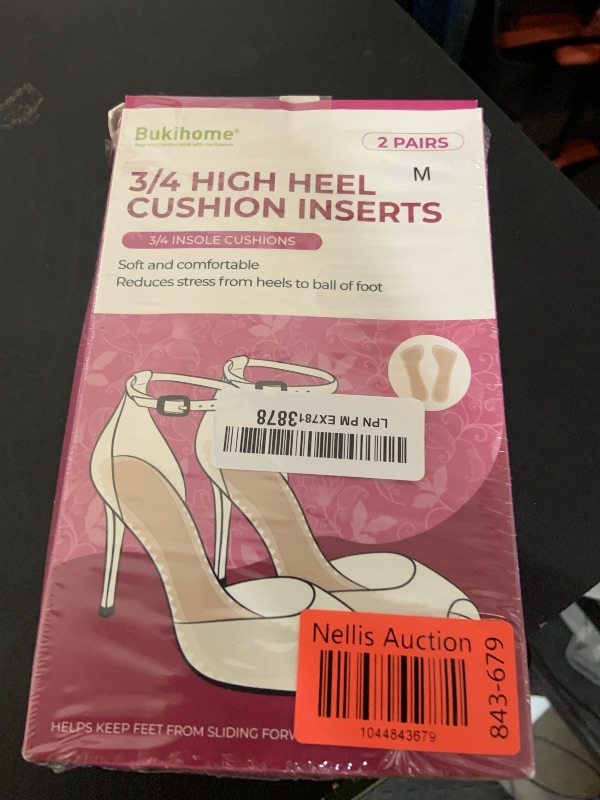 Bukihome®
2 PAIRS
M
3/4 HIGH HEEL
CUSHION INSERTS
3/4 INSOLE CUSHIONS
Soft and comfortable
Reduces stress from heels to ball of foot
LPN PM EX7813878
Nellis Auction
1044843679
843-679
HELPS KEEP FEET FROM SLIDING